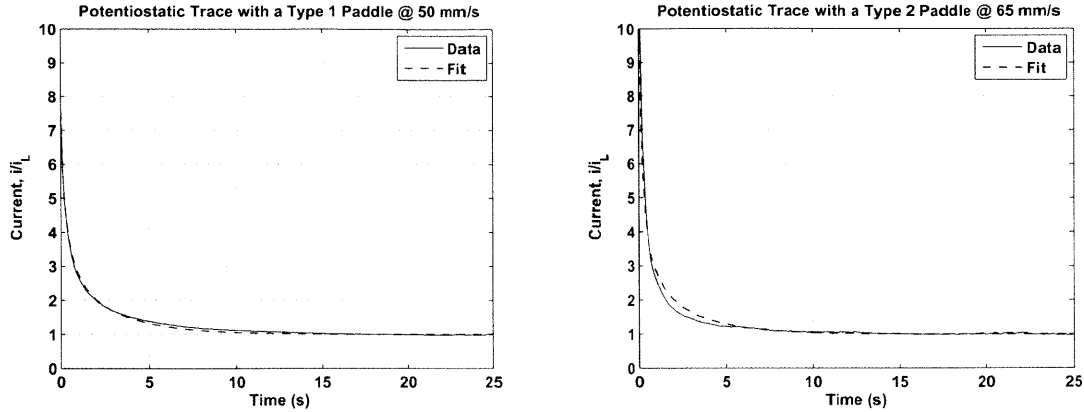 Potentiostatic Trace with a Type 1 Paddle @ 50 mm/s
10
9
8
7
6
5
4
3
2
1
0
Current, i/iL
Data
Fit
0 5 10 15 20 25
Time (s)
Potentiostatic Trace with a Type 2 Paddle @ 65 mm/s
10
9
8
7
6
5
4
3
2
1
0
Current, i/iL
Data
Fit
0 5 10 15 20 25
Time (s)